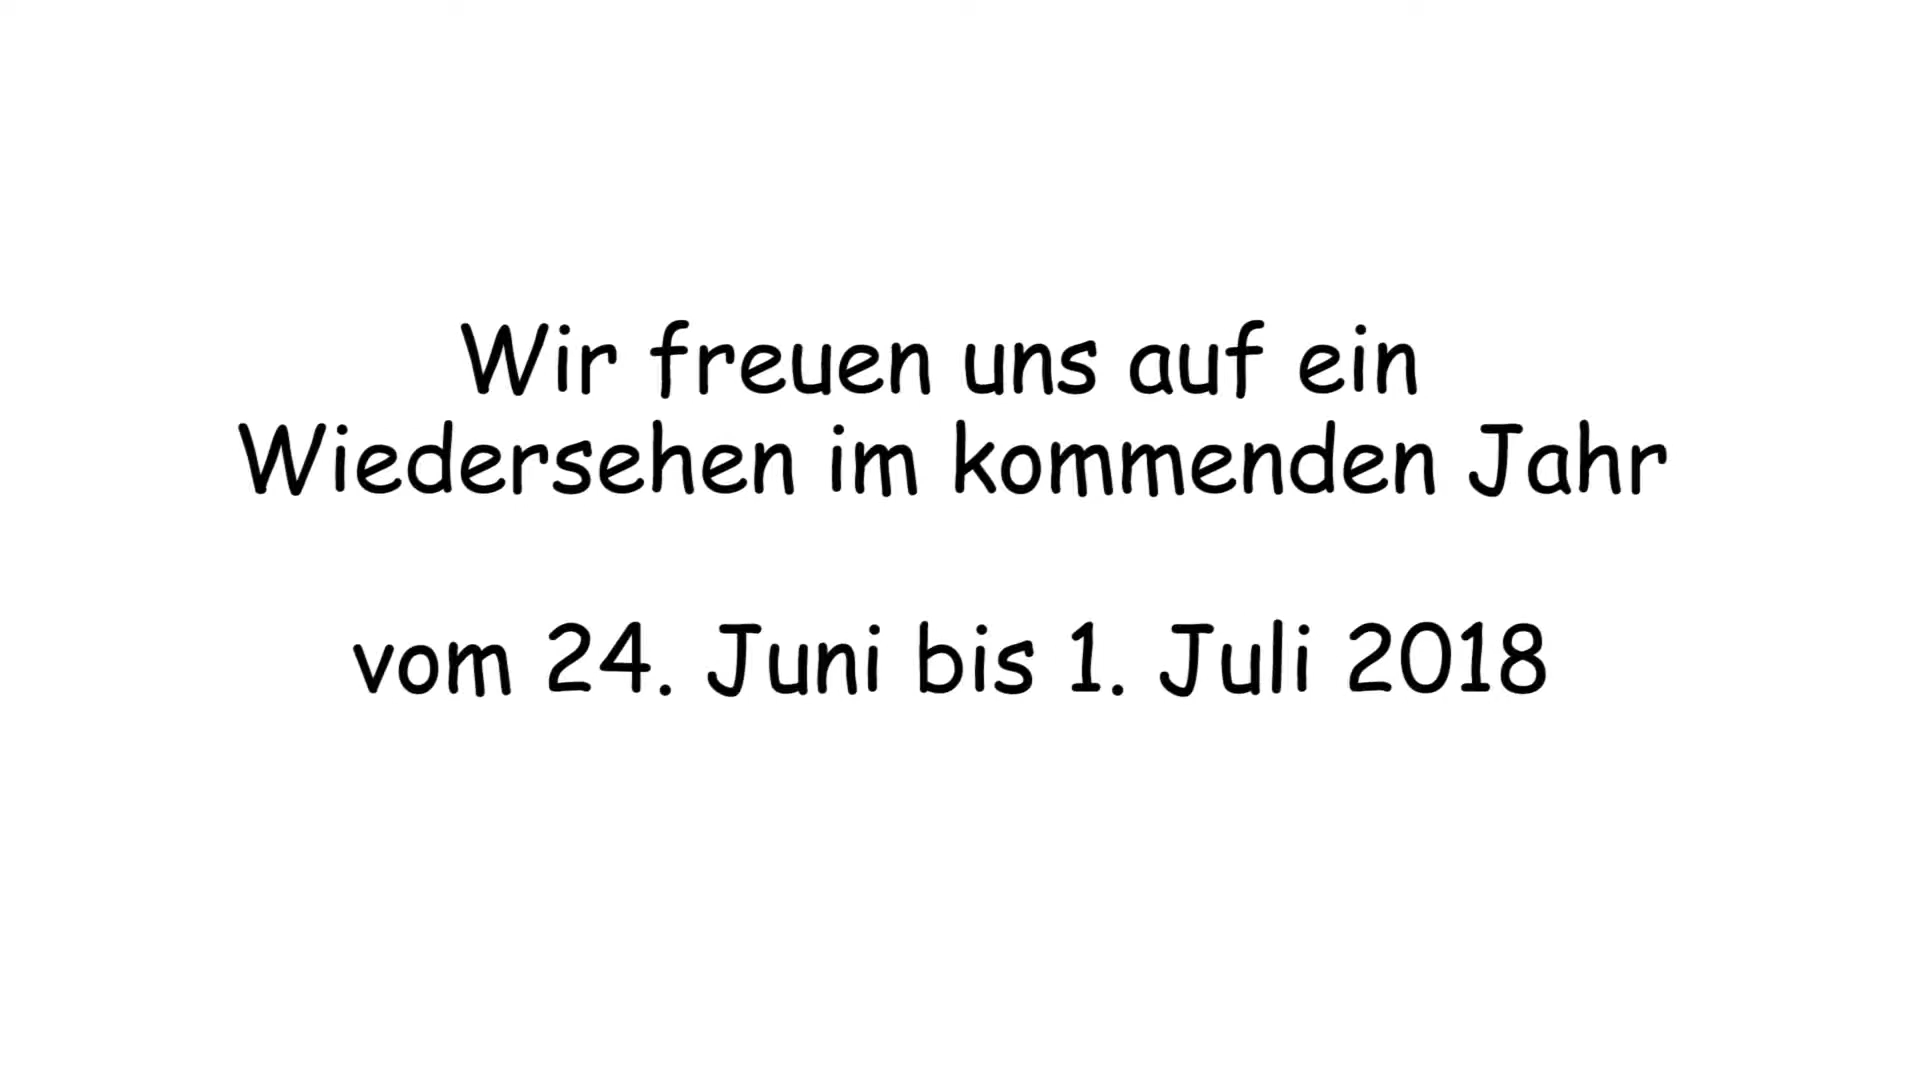 Wir freuen uns auf ein
Wiedersehen im kommenden Jahr
vom 24. Juni bis 1. Juli 2018